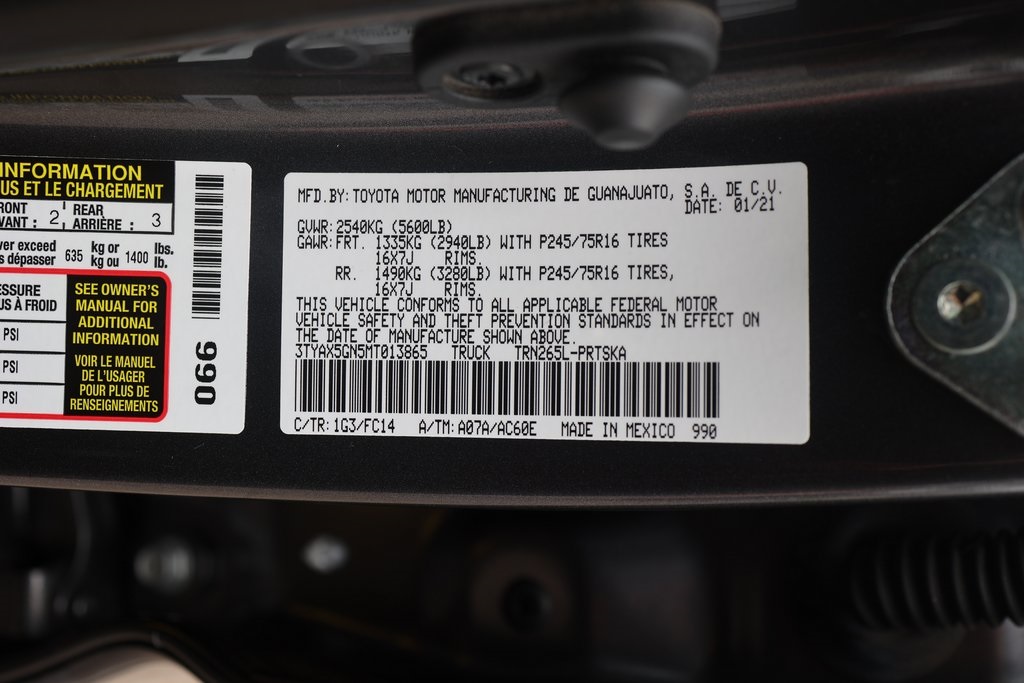 INFORMATION
US ET LE CHARGEMENT
RONT 2 REAR 3
VANT : ARRIÈRE :
ver exceed 635 kg or 1400 lbs.
s dépasser kg ou lb.
ESSURE
US À FROID
PSI
PSI
PSI
SEE OWNER'S
MANUAL FOR
ADDITIONAL
INFORMATION
VOIR LE MANUEL
DE L'USAGER
POUR PLUS DE
RENSEIGNEMENTS
990
MFD. BY: TOYOTA MOTOR MANUFACTURING DE GUANAJUATO, S.A. DE C.V.
DATE: 01/21
GVWR: 2540KG (5600LB)
GAWR: FRT. 1335KG (2940LB) WITH P245/75R16 TIRES
16X7J RIMS.
RR. 1490KG (3280LB) WITH P245/75R16 TIRES,
16X7J RIMS.
THIS VEHICLE CONFORMS TO ALL APPLICABLE FEDERAL MOTOR
VEHICLE SAFETY AND THEFT PREVENTION STANDARDS IN EFFECT ON
THE DATE OF MANUFACTURE SHOWN ABOVE.
3TYAX5GN5MT013865 TRUCK TRN265L-PRTSKA
C/TR: 1G3/FC14 A/TM: A07A/AC60E MADE IN MEXICO 990